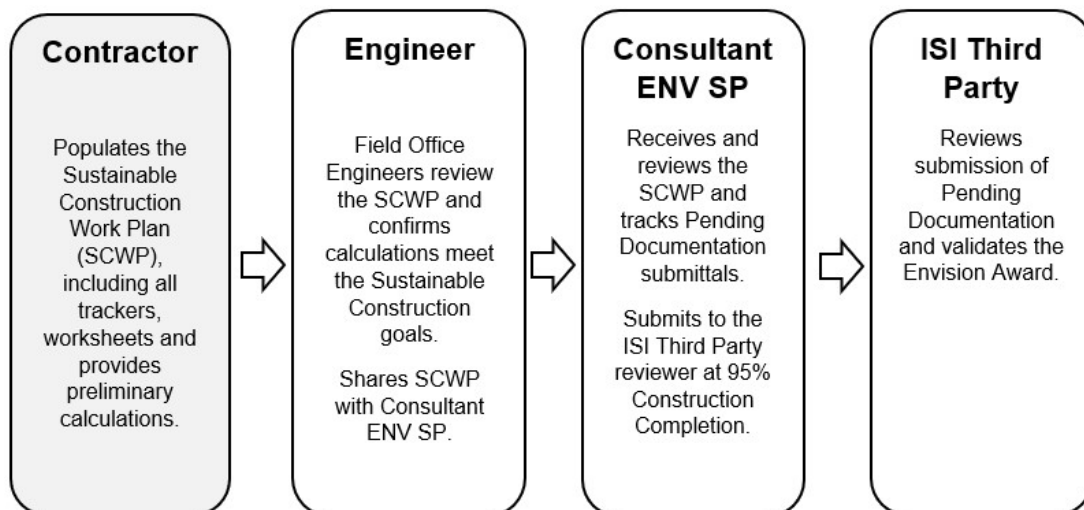 Contractor
Populates the
Sustainable
Construction
Work Plan
(SCWP),
including all
trackers,
worksheets and
provides
preliminary
calculations.
Engineer
Field Office
Engineers review
the SCWP and
confirms
calculations meet
the Sustainable
Construction
goals.
Shares SCWP
with Consultant
ENV SP.
Consultant
ENV SP
Receives and
reviews the
SCWP and
tracks Pending
Documentation
submittals.
Submits to the
ISI Third Party
reviewer at 95%
Construction
Completion.
ISI Third
Party
Reviews
submission of
Pending
Documentation
and validates the
Envision Award.